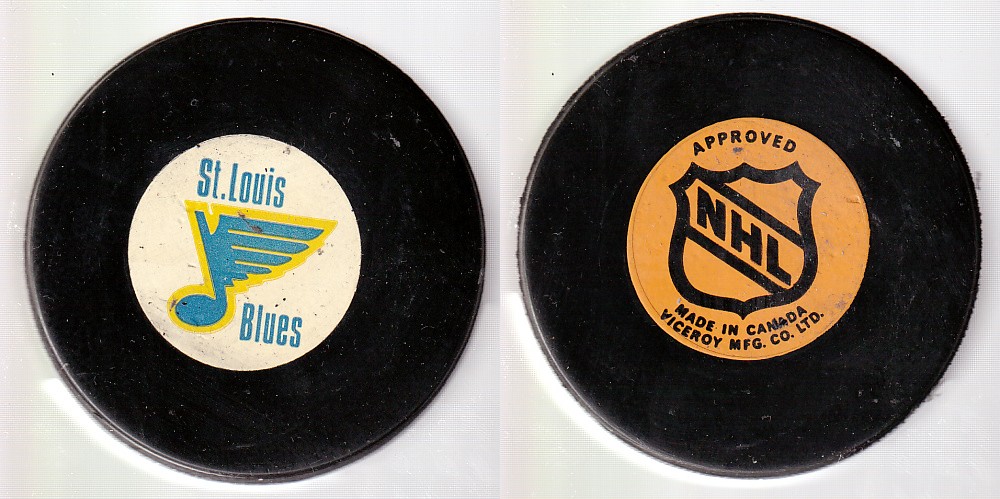 St. Louis
Blues
APPROVED
NHL
MADE IN CANADA
VICEROY MFG. CO. LTD.